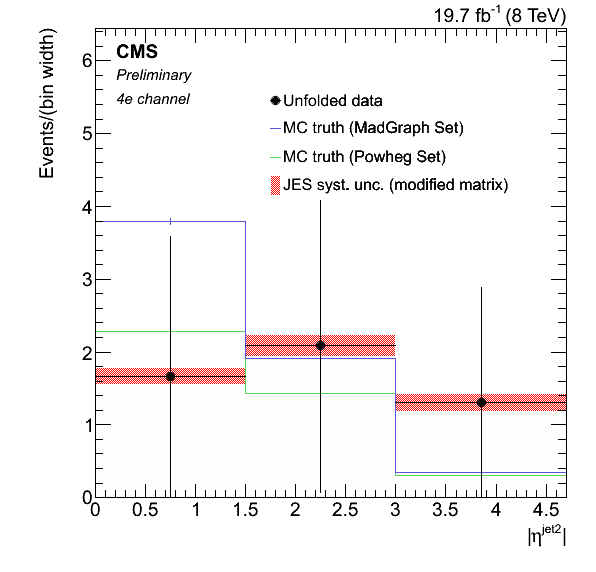 19.7 fb⁻¹ (8 TeV)
Events/(bin width)
CMS
Preliminary
4e channel
Unfolded data
MC truth (MadGraph Set)
MC truth (Powheg Set)
JES syst. unc. (modified matrix)
6
5
4
3
2
1
0
0 0.5 1 1.5 2 2.5 3 3.5 4 4.5
|η^jet2|